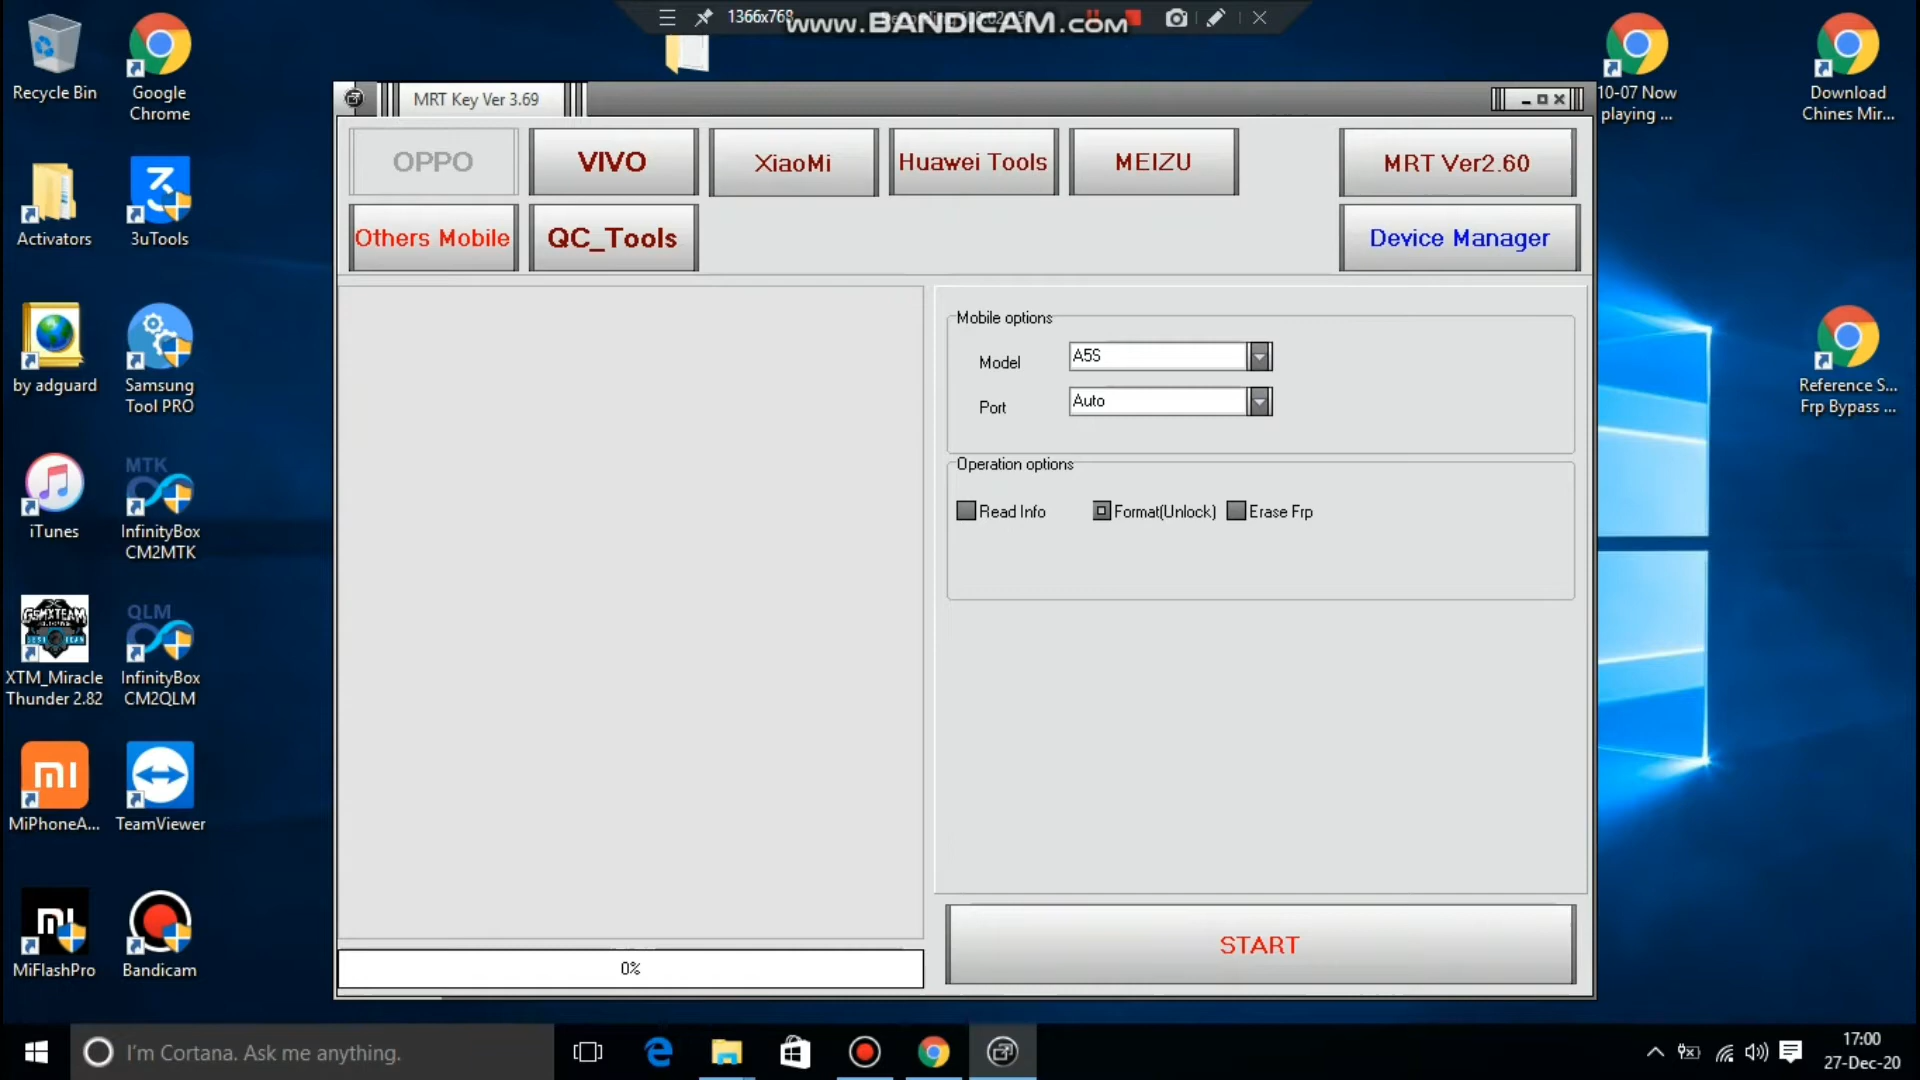 1366x768
www.BANDICAM.com
Recycle Bin
Google
Chrome
Activators
3uTools
by adguard
Samsung
Tool PRO
iTunes
MTK
InfinityBox
CM2MTK
XTM_Miracle
Thunder 2.82
QLM
InfinityBox
CM2QLM
MiPhoneA...
TeamViewer
MiFlashPro
Bandicam
10-07 Now
playing ...
Download
Chines Mir...
Reference S...
Frp Bypass ...
MRT Key Ver 3.69
OPPO
VIVO
XiaoMi
Huawei Tools
MEIZU
MRT Ver2.60
Others Mobile
QC_Tools
Device Manager
Mobile options
Model
A5S
Port
Auto
Operation options
Read Info
Format(Unlock)
Erase Frp
0%
START
I'm Cortana. Ask me anything.
17:00
27-Dec-20